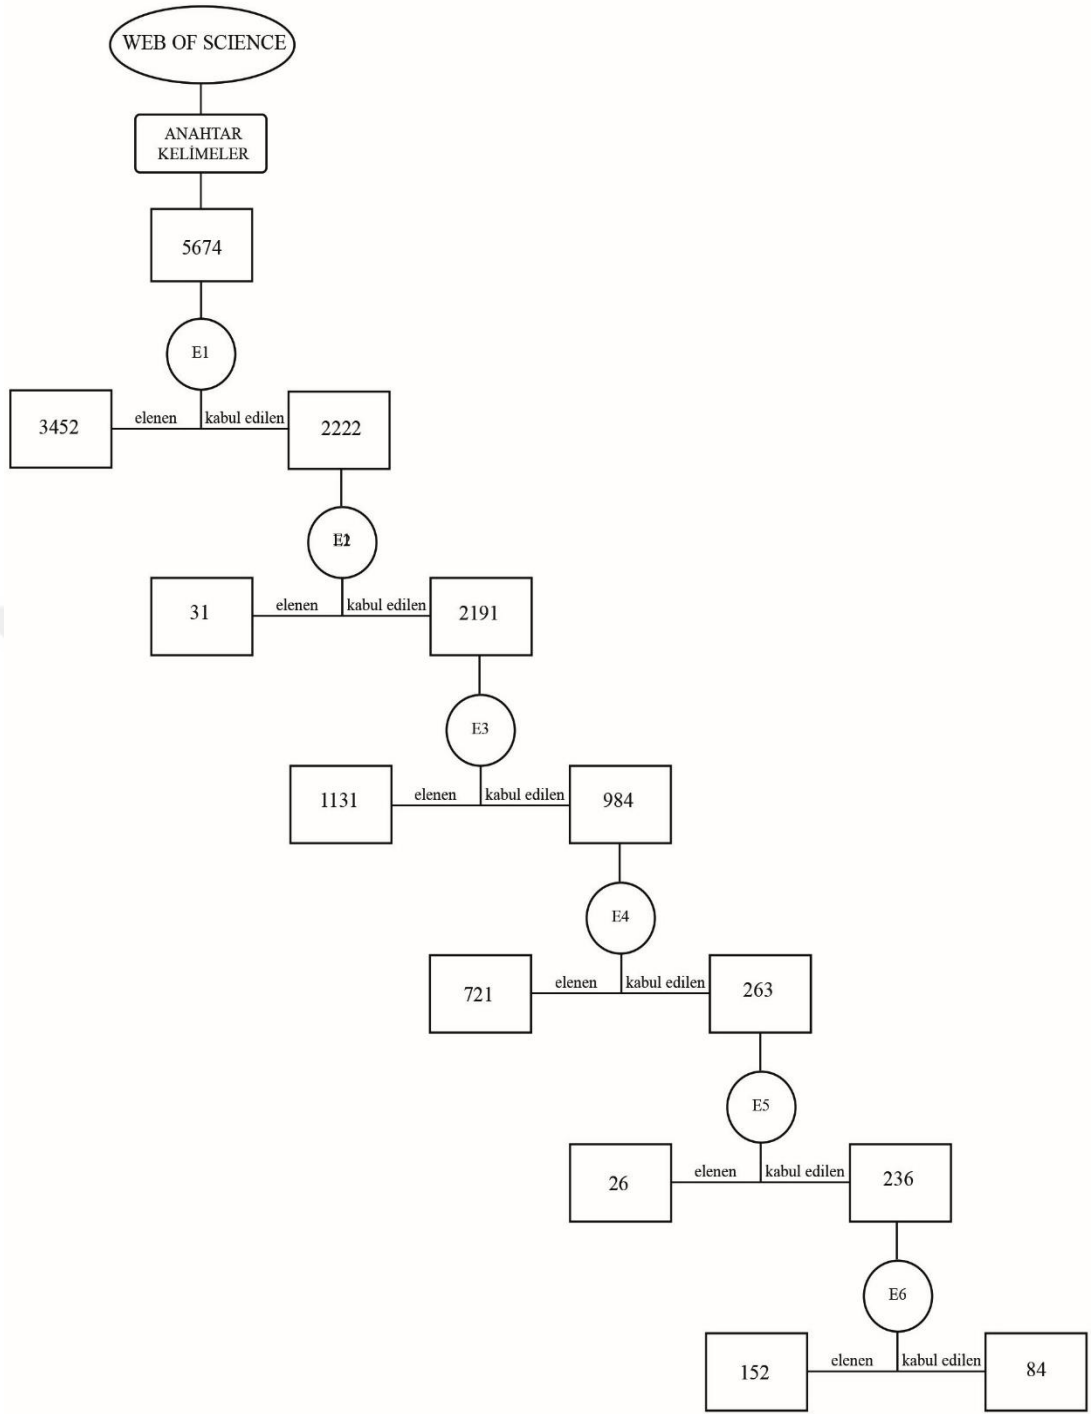 WEB OF SCIENCE
ANAHTAR
KELİMELER
5674
E1
elenen
kabul edilen
3452
2222
elenen
kabul edilen
31
2191
E3
elenen
kabul edilen
1131
984
E4
elenen
kabul edilen
721
263
E5
elenen
kabul edilen
26
236
E6
elenen
kabul edilen
152
84